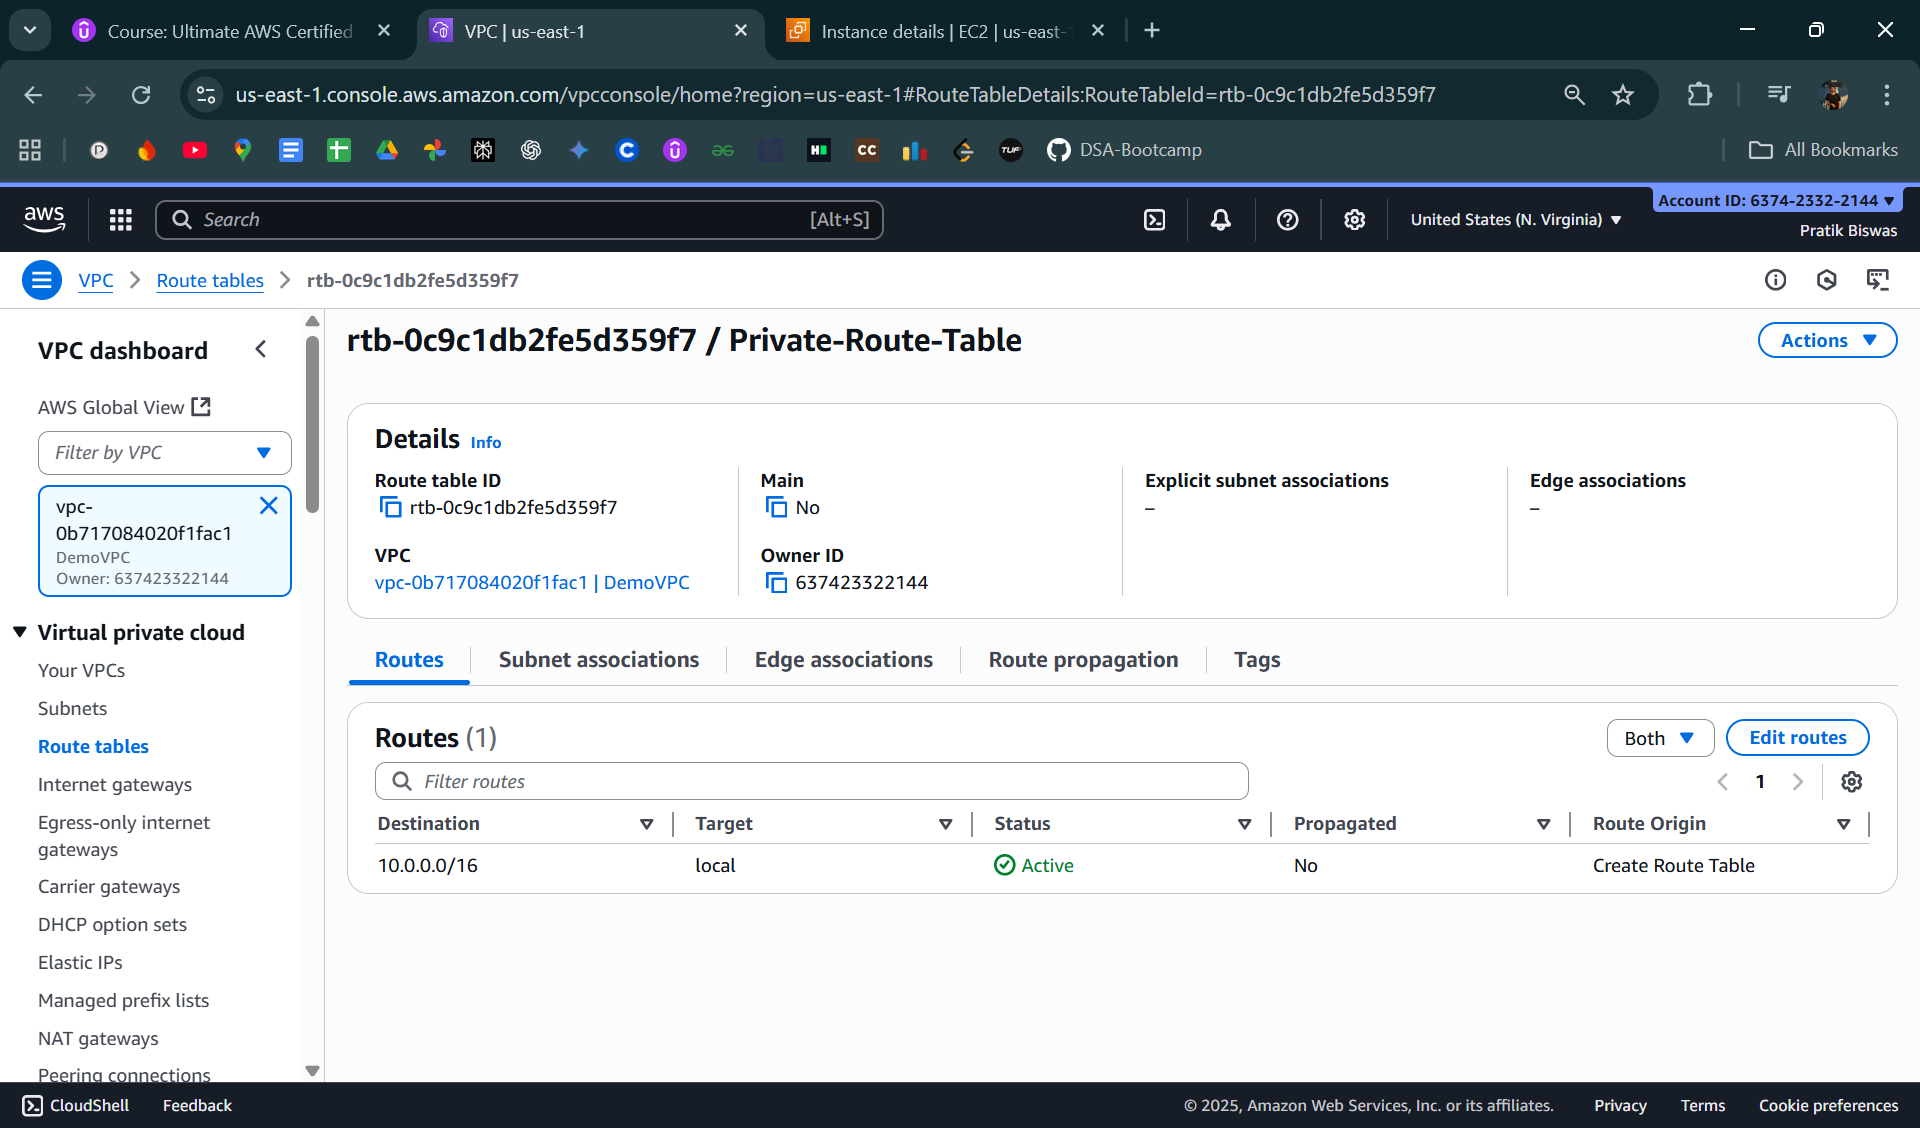 Course: Ultimate AWS Certified
VPC | us-east-1
Instance details | EC2 | us-east-1
us-east-1.console.aws.amazon.com/vpcconsole/home?region=us-east-1#RouteTableDetails:RouteTableId=rtb-0c9c1db2fe5d359f7
DSA-Bootcamp
All Bookmarks
aws
Search
[Alt+S]
United States (N. Virginia)
Account ID: 6374-2332-2144
Pratik Biswas
VPC
Route tables
rtb-0c9c1db2fe5d359f7
VPC dashboard
AWS Global View
Filter by VPC
vpc-
0b717084020f1fac1
DemoVPC
Owner: 637423322144
Virtual private cloud
Your VPCs
Subnets
Route tables
Internet gateways
Egress-only internet
gateways
Carrier gateways
DHCP option sets
Elastic IPs
Managed prefix lists
NAT gateways
Peering connections
rtb-0c9c1db2fe5d359f7 / Private-Route-Table
Actions
Details Info
Route table ID
rtb-0c9c1db2fe5d359f7
Main
No
Explicit subnet associations
–
Edge associations
–
VPC
vpc-0b717084020f1fac1 | DemoVPC
Owner ID
637423322144
Routes
Subnet associations
Edge associations
Route propagation
Tags
Routes (1)
Both
Edit routes
Filter routes
1
Destination Target Status Propagated Route Origin
10.0.0.0/16 local Active No Create Route Table
CloudShell
Feedback
© 2025, Amazon Web Services, Inc. or its affiliates.
Privacy
Terms
Cookie preferences